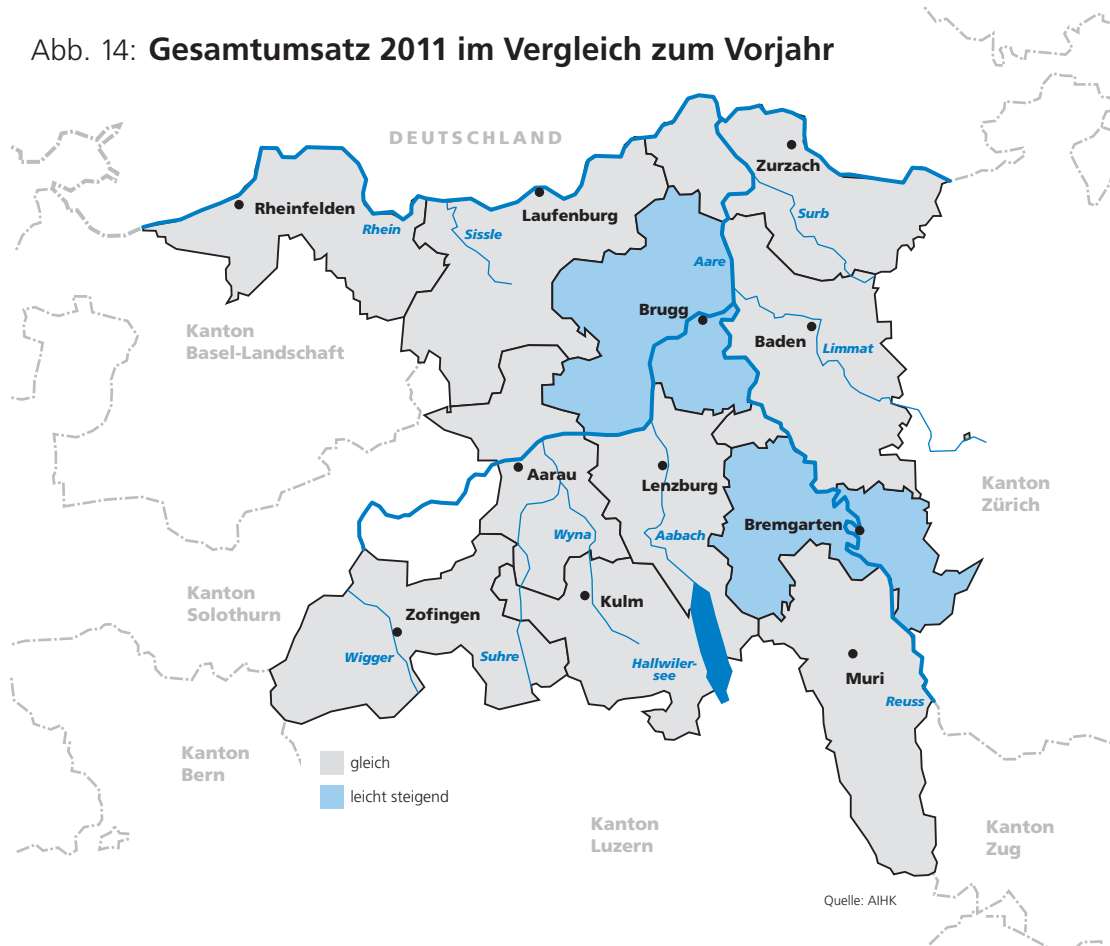 Abb. 14: Gesamtumsatz 2011 im Vergleich zum Vorjahr
DEUTSCHLAND
Zurzach
Rheinfelden
Laufenburg
Surb
Rhein
Sissle
Aare
Brugg
Kanton
Basel-Landschaft
Baden
Limmat
Aarau
Lenzburg
Kanton
Zürich
Bremgarten
Wyna
Aabach
Kanton
Solothurn
Kulm
Zofingen
Wigger
Suhre
Hallwiler-
see
Muri
Reuss
Kanton
Bern
gleich
leicht steigend
Kanton
Luzern
Kanton
Zug
Quelle: AIHK